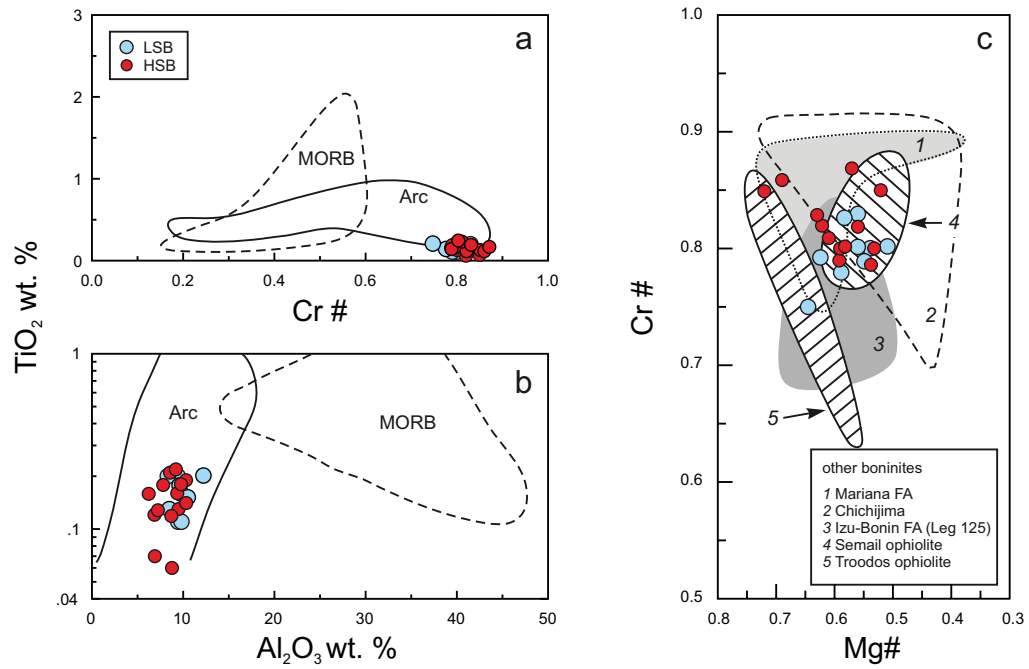 a
LSB
HSB
MORB
Arc
TiO2 wt. %
3
2
1
0
0.0
0.2
0.4
0.6
0.8
1.0
Cr #
b
Arc
MORB
1
.1
.04
0
10
20
30
40
50
Al2O3 wt. %
c
Cr #
0.9
0.8
0.7
0.6
0.5
1
2
3
4
5
other boninites
1 Mariana FA
2 Chichijima
3 Izu-Bonin FA (Leg 125)
4 Semail ophiolite
5 Troodos ophiolite
0.8
0.7
0.6
0.5
0.4
0.3
Mg#